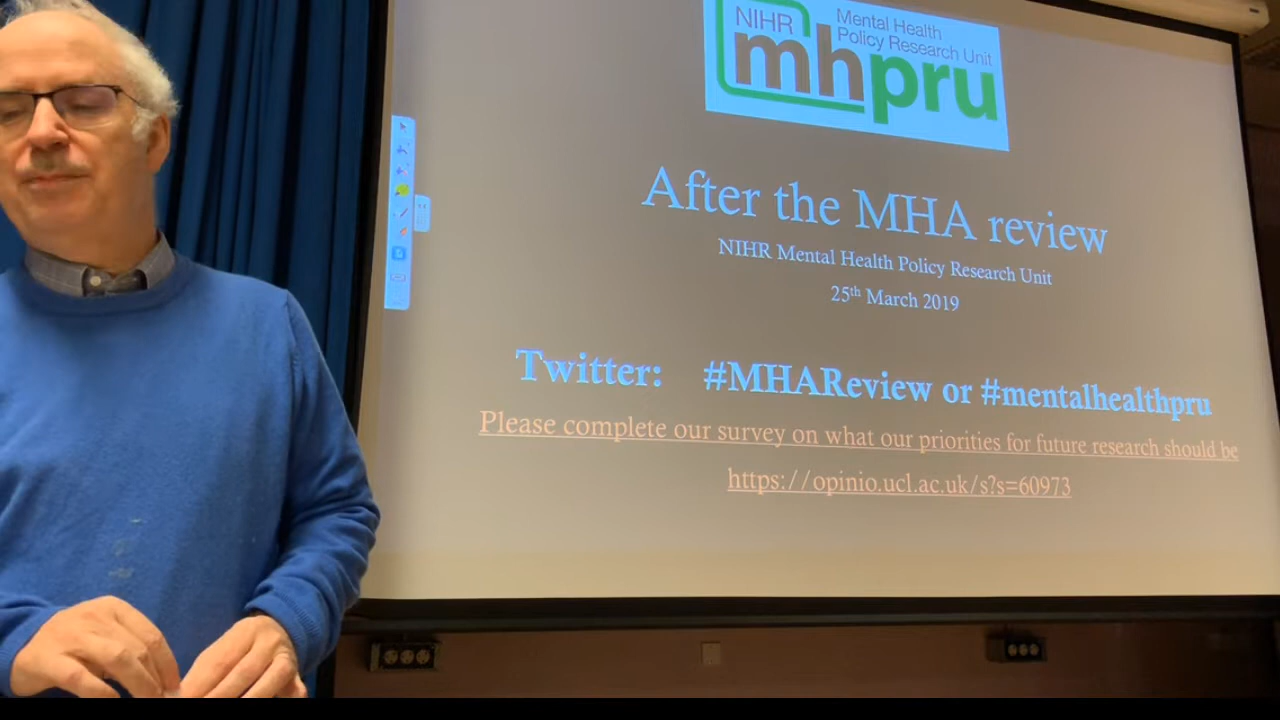 NIHR
Mental Health
Policy Research Unit
mhpru
After the MHA review
NIHR Mental Health Policy Research Unit
25th March 2019
Twitter: #MHAReview or #mentalhealthpru
Please complete our survey on what our priorities for future research should be
https://opinio.ucl.ac.uk/s?s=60973